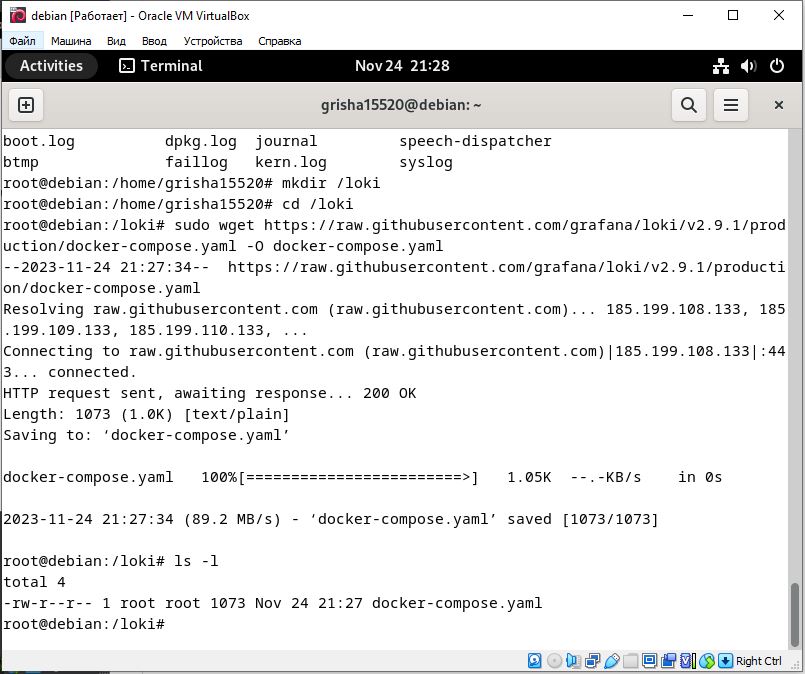 debian [Работает] - Oracle VM VirtualBox
Файл Машина Вид Ввод Устройства Справка
Activities Terminal Nov 24 21:28
grisha15520@debian: ~
boot.log dpkg.log journal speech-dispatcher
btmp faillog kern.log syslog
root@debian:/home/grisha15520# mkdir /loki
root@debian:/home/grisha15520# cd /loki
root@debian:/loki# sudo wget https://raw.githubusercontent.com/grafana/loki/v2.9.1/prod
uction/docker-compose.yaml -O docker-compose.yaml
--2023-11-24 21:27:34-- https://raw.githubusercontent.com/grafana/loki/v2.9.1/producti
on/docker-compose.yaml
Resolving raw.githubusercontent.com (raw.githubusercontent.com)... 185.199.108.133, 185
.199.109.133, 185.199.110.133, ...
Connecting to raw.githubusercontent.com (raw.githubusercontent.com)|185.199.108.133|:44
3... connected.
HTTP request sent, awaiting response... 200 OK
Length: 1073 (1.0K) [text/plain]
Saving to: ‘docker-compose.yaml’
docker-compose.yaml 100%[========================>] 1.05K --.-KB/s in 0s
2023-11-24 21:27:34 (89.2 MB/s) - ‘docker-compose.yaml’ saved [1073/1073]
root@debian:/loki# ls -l
total 4
-rw-r--r-- 1 root root 1073 Nov 24 21:27 docker-compose.yaml
root@debian:/loki#
Right Ctrl